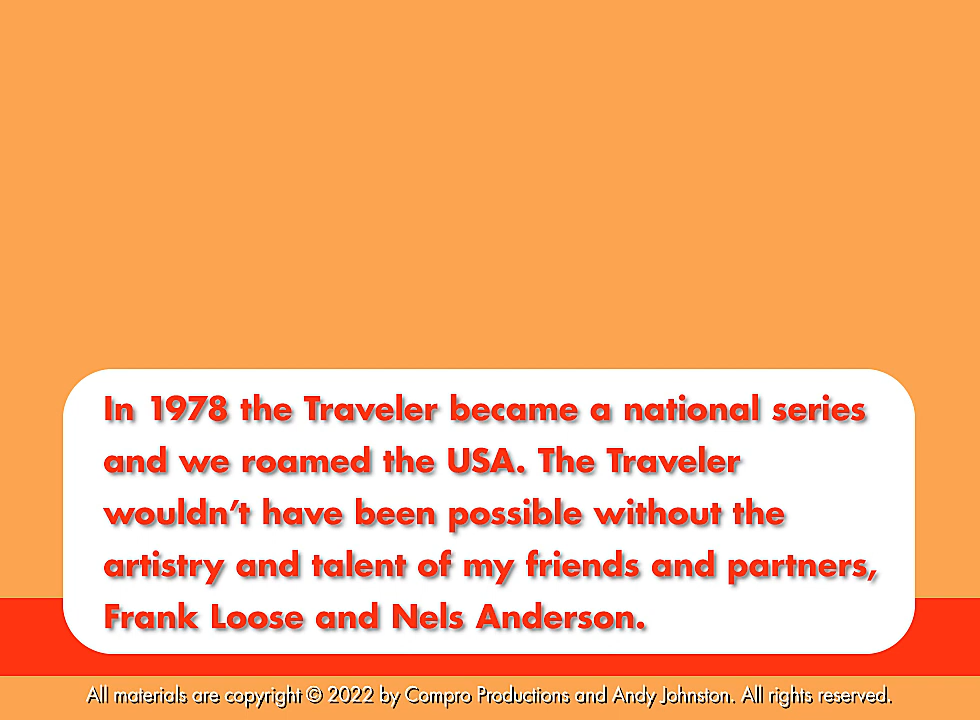 In 1978 the Traveler became a national series
and we roamed the USA. The Traveler
wouldn’t have been possible without the
artistry and talent of my friends and partners,
Frank Loose and Nels Anderson.
All materials are copyright © 2022 by Compro Productions and Andy Johnston. All rights reserved.